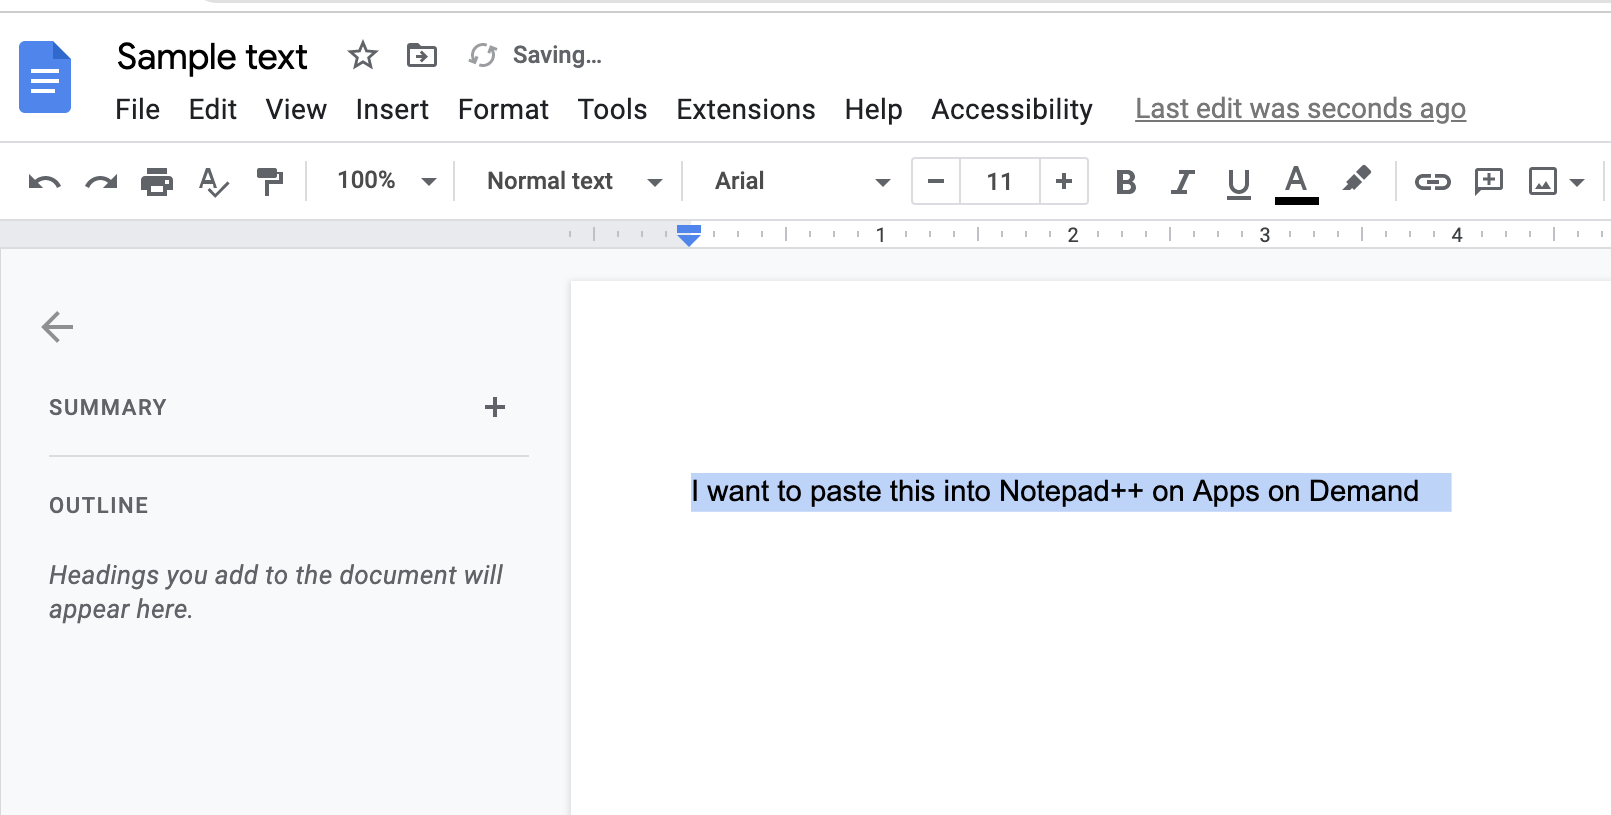 Sample text
Saving...
File Edit View Insert Format Tools Extensions Help Accessibility Last edit was seconds ago
100% Normal text Arial 11 B I U A
1 2 3 4
SUMMARY
OUTLINE
Headings you add to the document will
appear here.
I want to paste this into Notepad++ on Apps on Demand